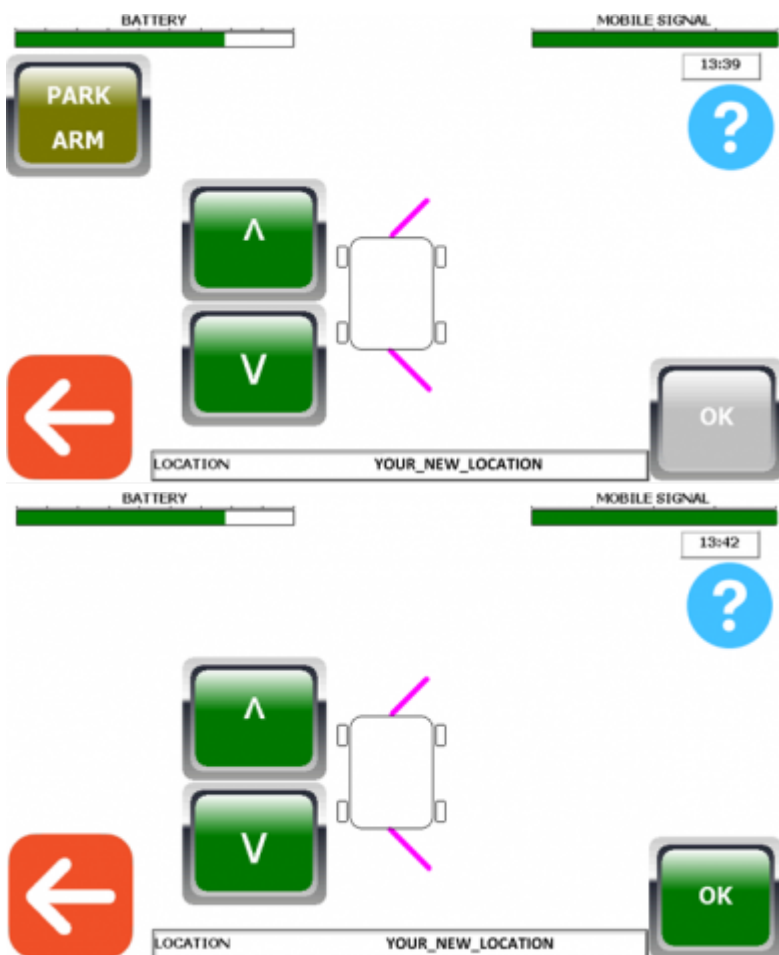 BATTERY
MOBILE SIGNAL
13:39
PARK
ARM
?
^
V
OK
LOCATION YOUR_NEW_LOCATION
BATTERY
MOBILE SIGNAL
13:42
?
^
V
OK
LOCATION YOUR_NEW_LOCATION